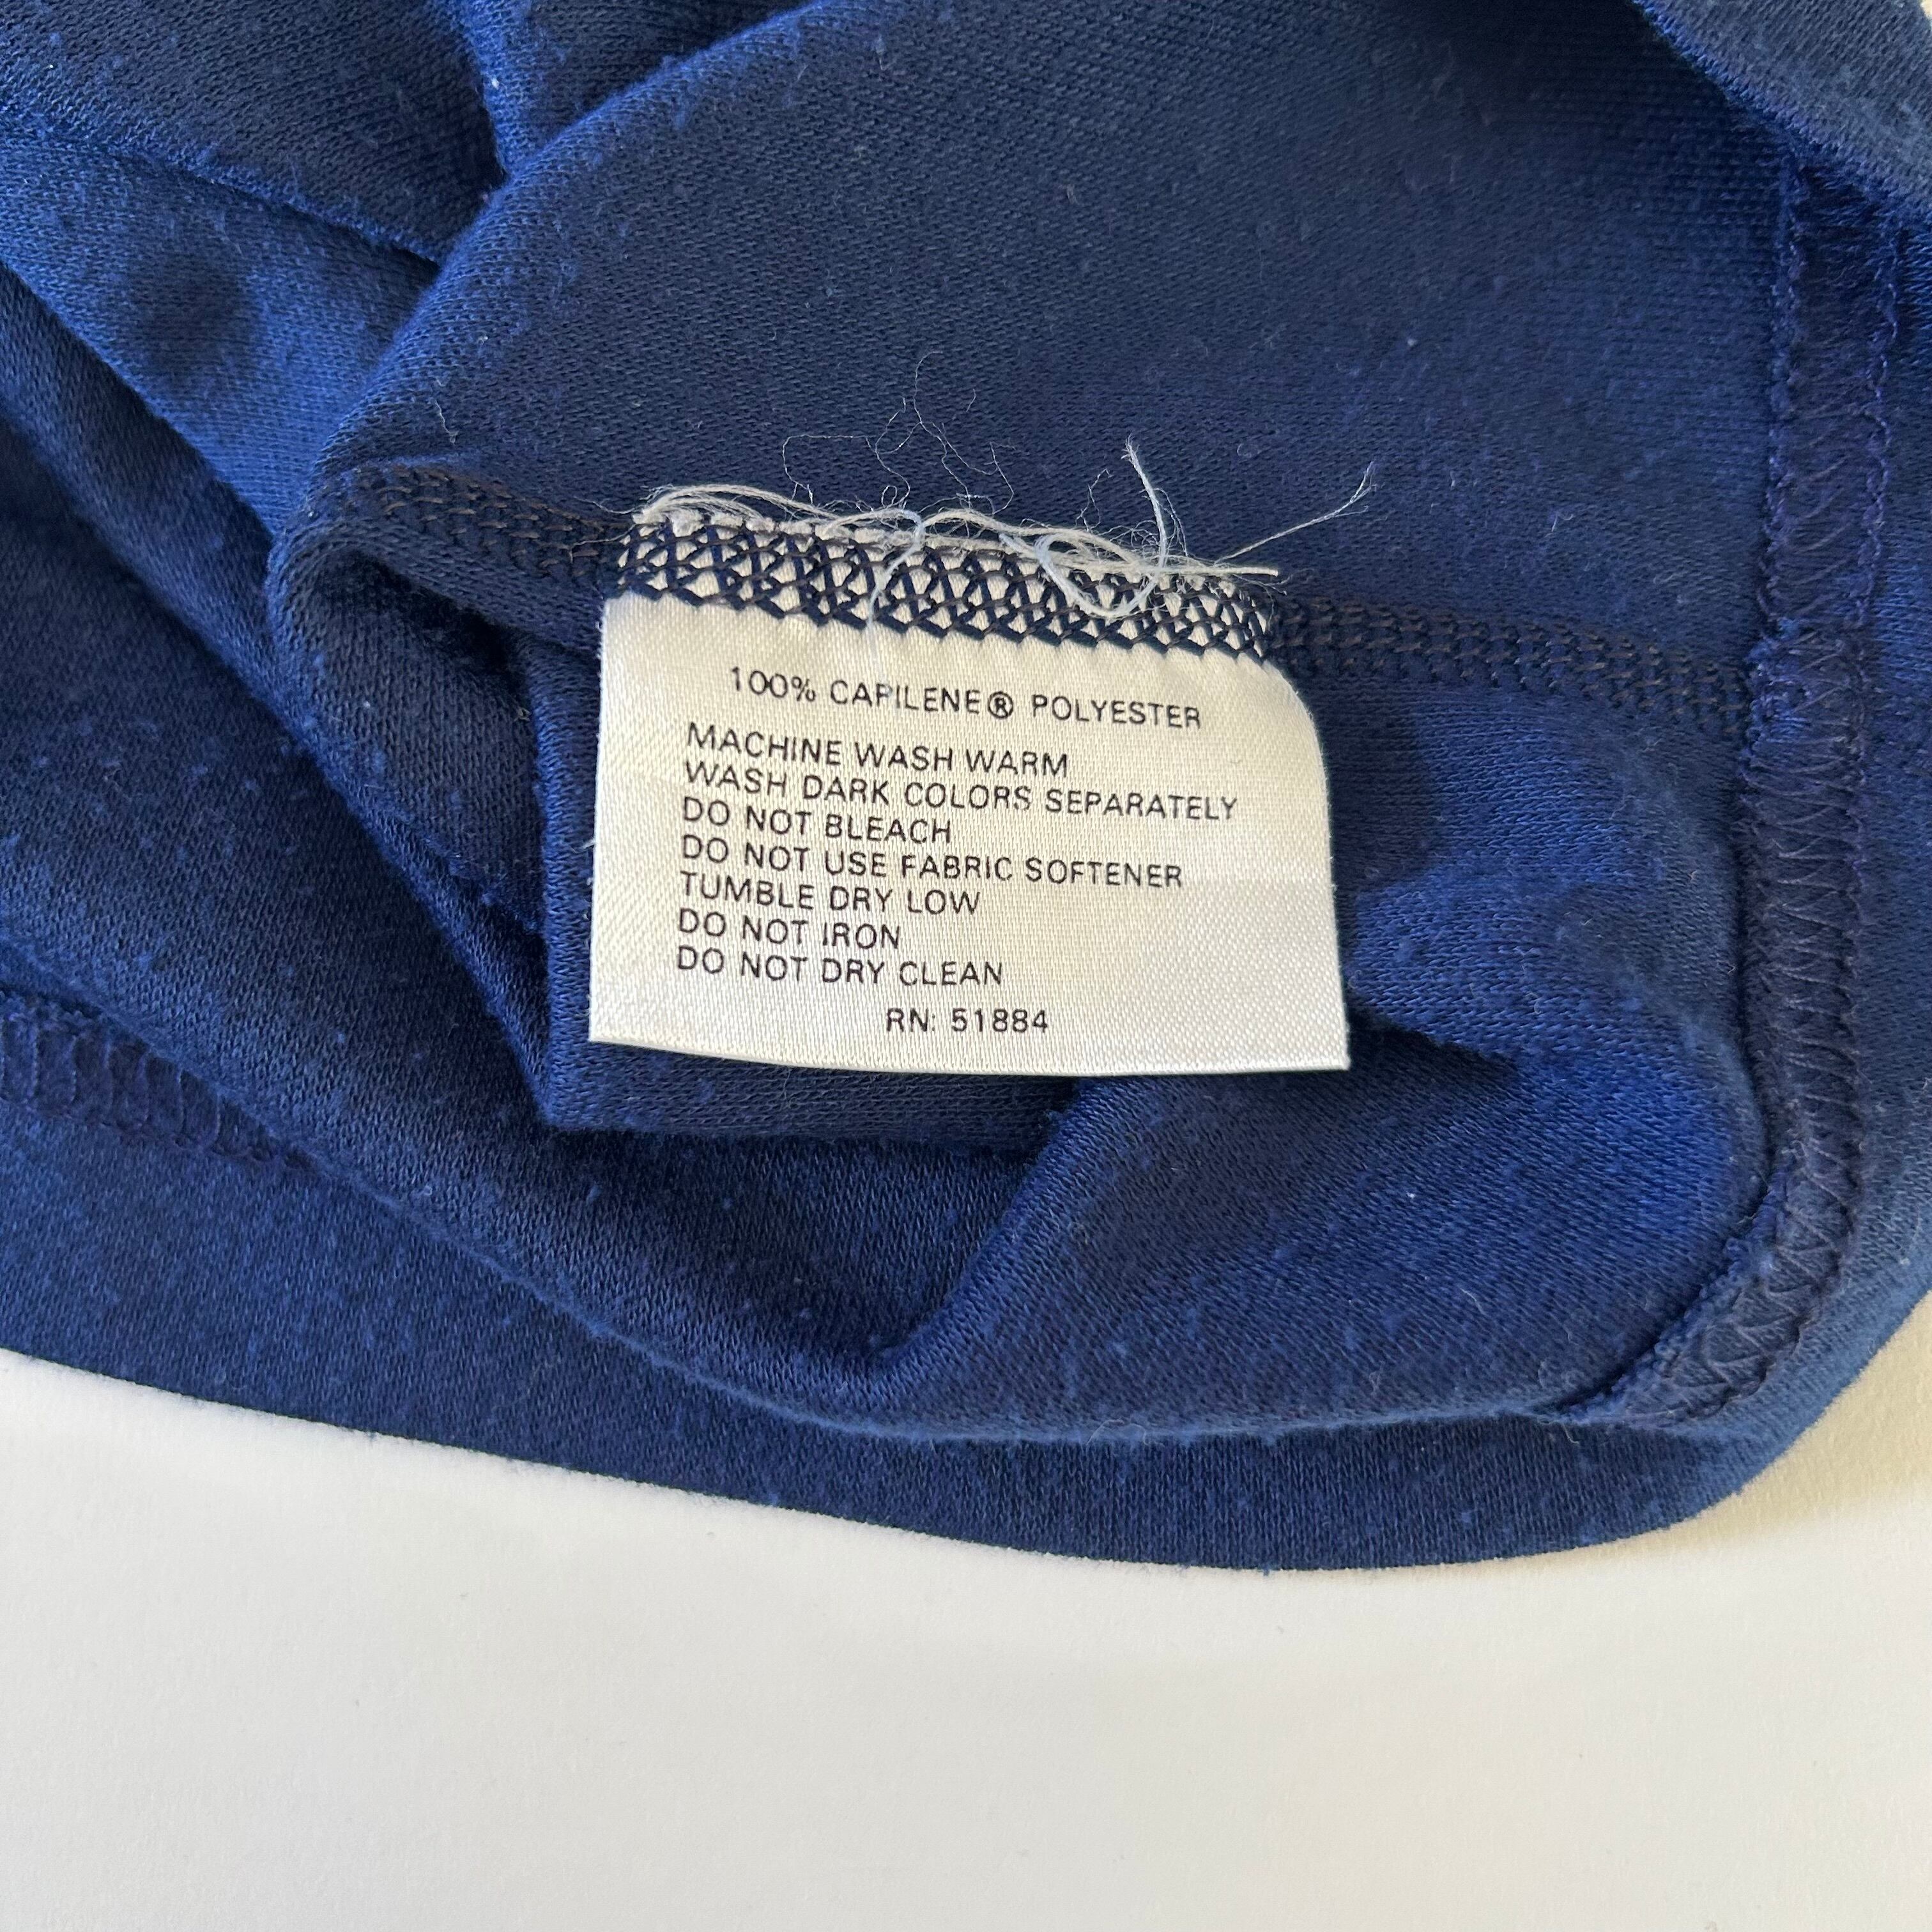 100% CAPILENE® POLYESTER
MACHINE WASH WARM
WASH DARK COLORS SEPARATELY
DO NOT BLEACH
DO NOT USE FABRIC SOFTENER
TUMBLE DRY LOW
DO NOT IRON
DO NOT DRY CLEAN
RN: 51884